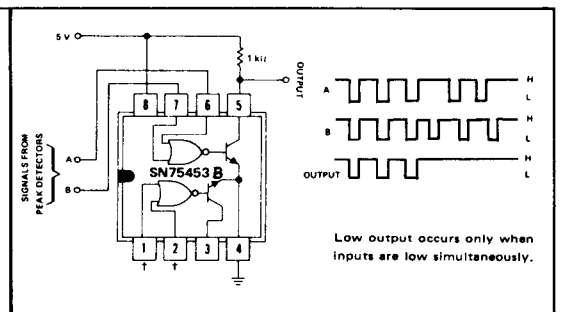 5 V
1 kΩ
OUTPUT
8 7 6 5
SIGNALS FROM
PEAK DETECTORS
A
B
SN75453B
1 2 3 4
† †
A H
L
B H
L
OUTPUT H
L
Low output occurs only when
inputs are low simultaneously.